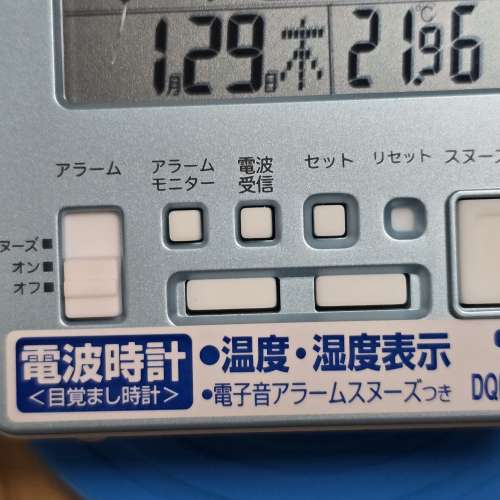 1月29日木 ℃ 21.96
アラーム アラームモニター 電波受信 セット リセット スヌーズ
ヌーズ■
オン■
オフ■
電波時計
<目覚まし時計>
●温度・湿度表示
●電子音アラームスヌーズつき